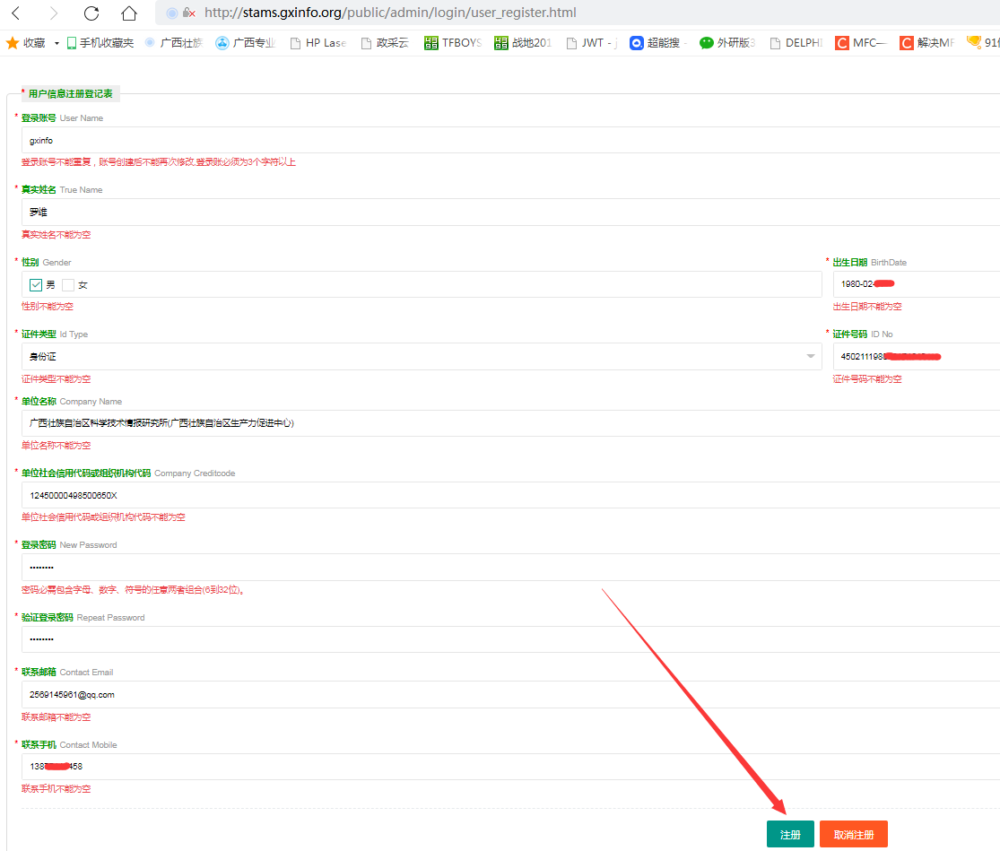 http://stams.gxinfo.org/public/admin/login/user_register.html
收藏 手机收藏夹 广西壮族 广西专业 HP Lase 政采云 TFBOYS 战地201 JWT - j 超能搜 - 外研版3 DELPHI MFC— 解决MF 91
* 用户信息注册登记表
* 登录账号 User Name
gxinfo
登录账号不能重复，账号创建后不能再次修改,登录账必须为3个字符以上
* 真实姓名 True Name
罗维
真实姓名不能为空
* 性别 Gender * 出生日期 BirthDate
男 女 1980-02-
性别不能为空 出生日期不能为空
* 证件类型 Id Type * 证件号码 ID No
身份证 450211198
证件类型不能为空 证件号码不能为空
* 单位名称 Company Name
广西壮族自治区科学技术情报研究所(广西壮族自治区生产力促进中心)
单位名称不能为空
* 单位社会信用代码或组织机构代码 Company Creditcode
12450000498500650X
单位社会信用代码或组织机构代码不能为空
* 登录密码 New Password
••••••••
密码必需包含字母、数字、符号的任意两者组合(6到32位)。
* 验证登录密码 Repeat Password
••••••••
* 联系邮箱 Contact Email
2569145961@qq.com
联系邮箱不能为空
* 联系手机 Contact Mobile
138 458
联系手机不能为空
注册 取消注册